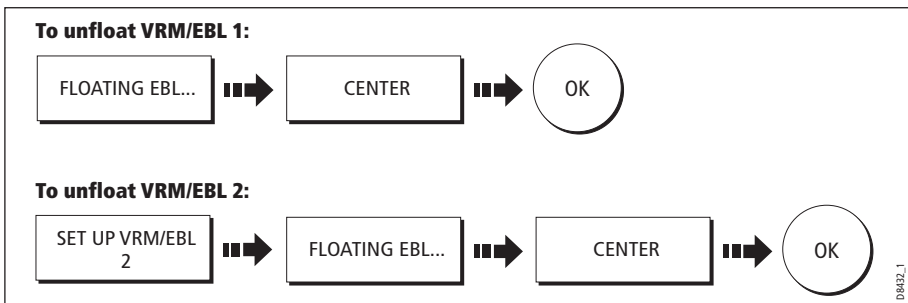 To unfloat VRM/EBL 1:
FLOATING EBL...
CENTER
OK
To unfloat VRM/EBL 2:
SET UP VRM/EBL
2
FLOATING EBL...
CENTER
OK
D8432_1